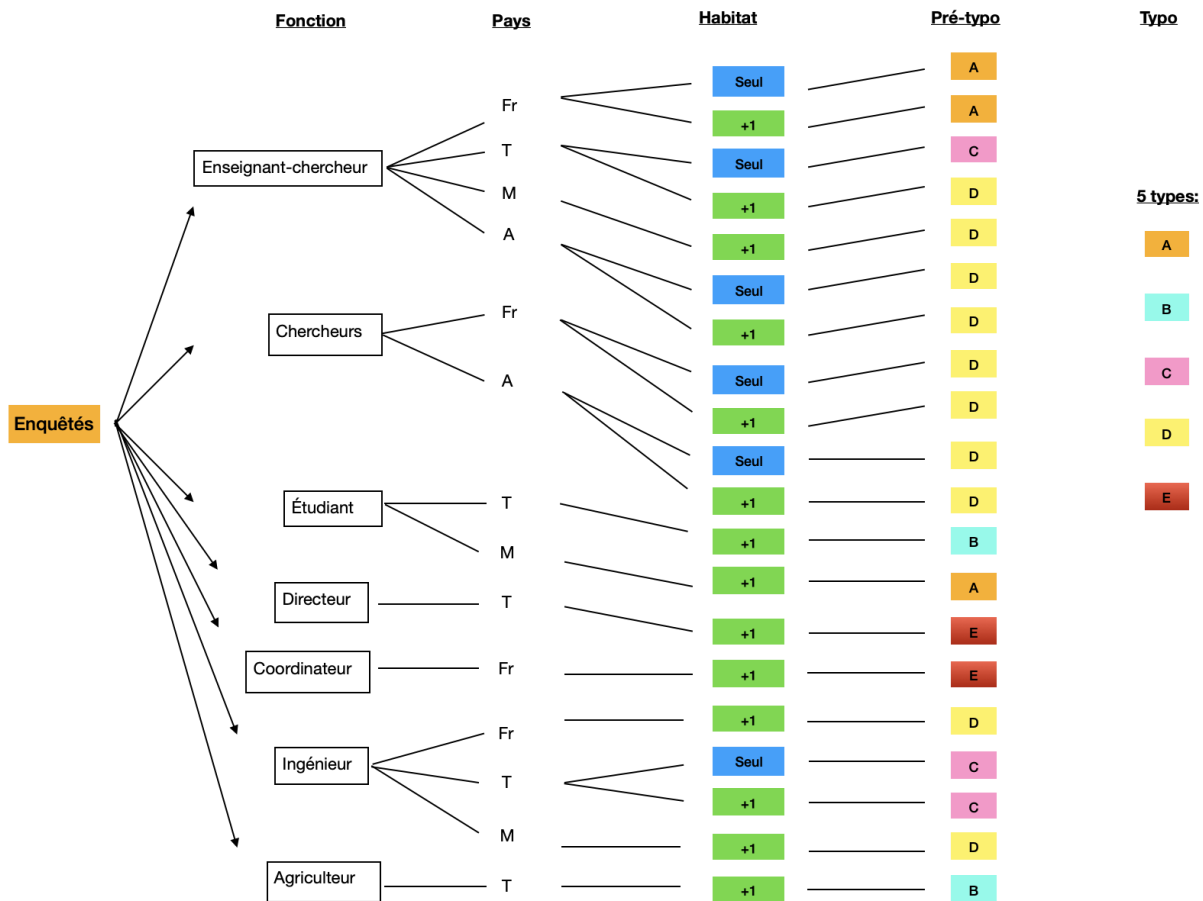 Fonction Pays Habitat Pré-typo Typo
Seul A
Fr +1 A
T Seul C
Enseignant-chercheur
M +1 D
5 types:
A +1 D
A
Seul D
Chercheurs Fr +1 D
B
A Seul D
C
Enquêtés +1 D
D
Seul D
Étudiant T +1 D
E
M +1 B
+1 A
Directeur T +1 E
Coordinateur Fr +1 E
Fr +1 D
Ingénieur T Seul C
+1 C
M +1 D
Agriculteur T +1 B